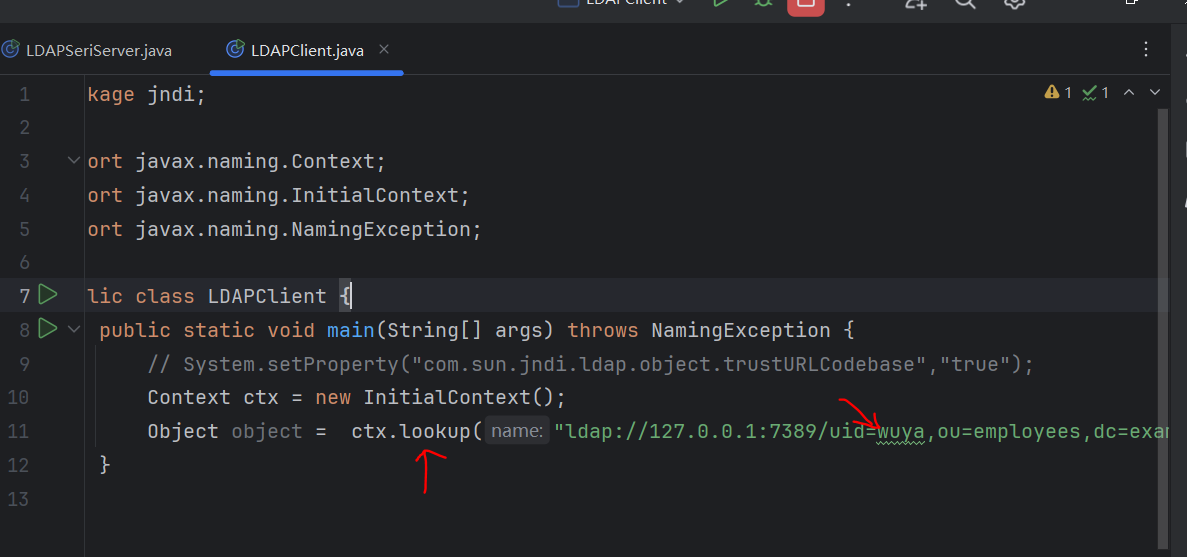 LDAPClient
LDAPSeriServer.java
LDAPClient.java
1 1
1 kage jndi;
2
3 ort javax.naming.Context;
4 ort javax.naming.InitialContext;
5 ort javax.naming.NamingException;
6
7 lic class LDAPClient {
8 public static void main(String[] args) throws NamingException {
9 // System.setProperty("com.sun.jndi.ldap.object.trustURLCodebase","true");
10 Context ctx = new InitialContext();
11 Object object = ctx.lookup( name: "ldap://127.0.0.1:7389/uid=wuya,ou=employees,dc=exam
12 }
13